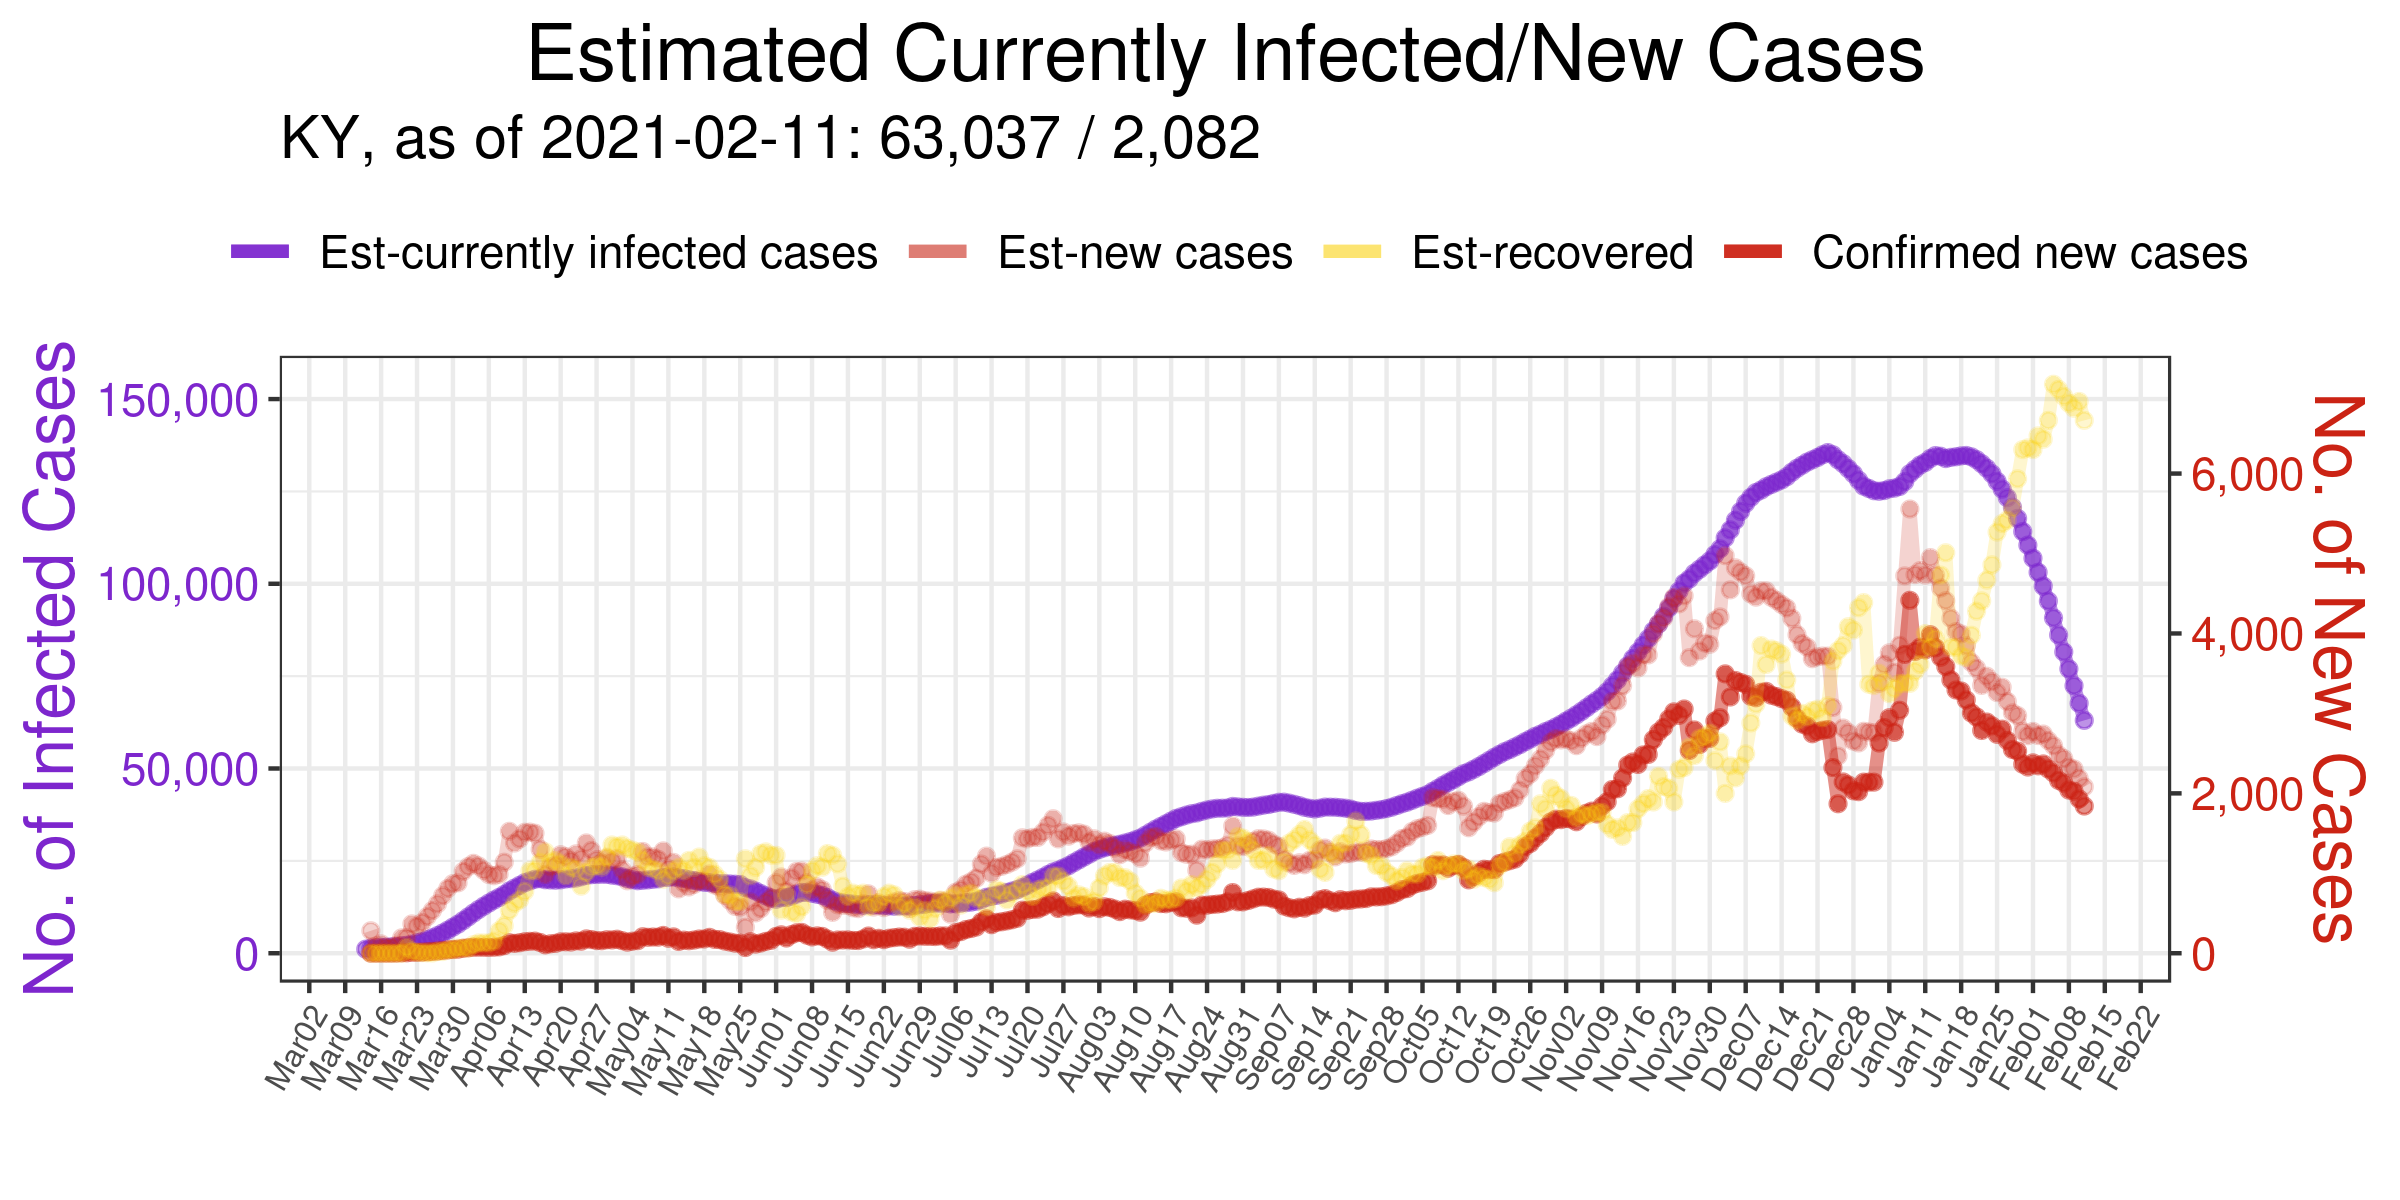 Estimated Currently Infected/New Cases
KY, as of 2021-02-11: 63,037 / 2,082
Est-currently infected cases Est-new cases Est-recovered Confirmed new cases
No. of Infected Cases
150,000
100,000
50,000
0
6,000
4,000
2,000
0
No. of New Cases
Mar02 Mar09 Mar16 Mar23 Mar30 Apr06 Apr13 Apr20 Apr27 May04 May11 May18 May25 Jun01 Jun08 Jun15 Jun22 Jun29 Jul06 Jul13 Jul20 Jul27 Aug03 Aug10 Aug17 Aug24 Aug31 Sep07 Sep14 Sep21 Sep28 Oct05 Oct12 Oct19 Oct26 Nov02 Nov09 Nov16 Nov23 Nov30 Dec07 Dec14 Dec21 Dec28 Jan04 Jan11 Jan18 Jan25 Feb01 Feb08 Feb15 Feb22